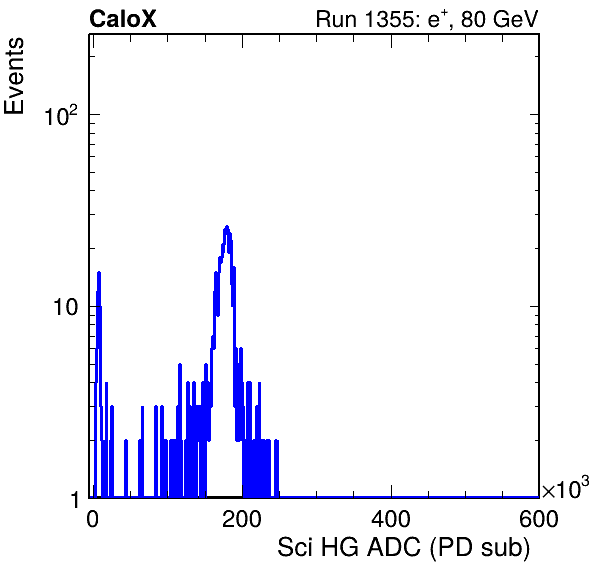 CaloX Run 1355: e⁺, 80 GeV
Events
10²
10
1
0 200 400 600
×10³
Sci HG ADC (PD sub)